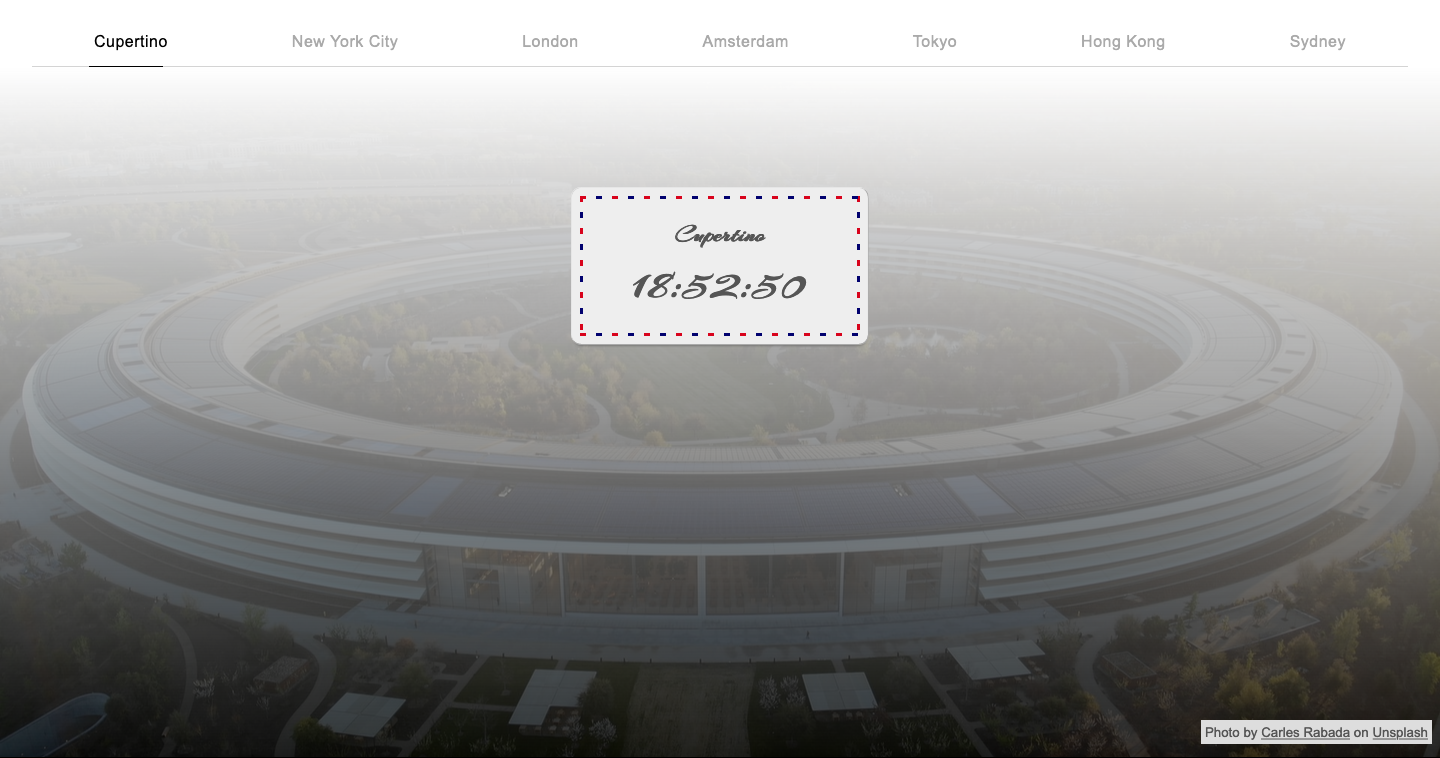 Cupertino New York City London Amsterdam Tokyo Hong Kong Sydney
Cupertino
18:52:50
Photo by Carles Rabada on Unsplash